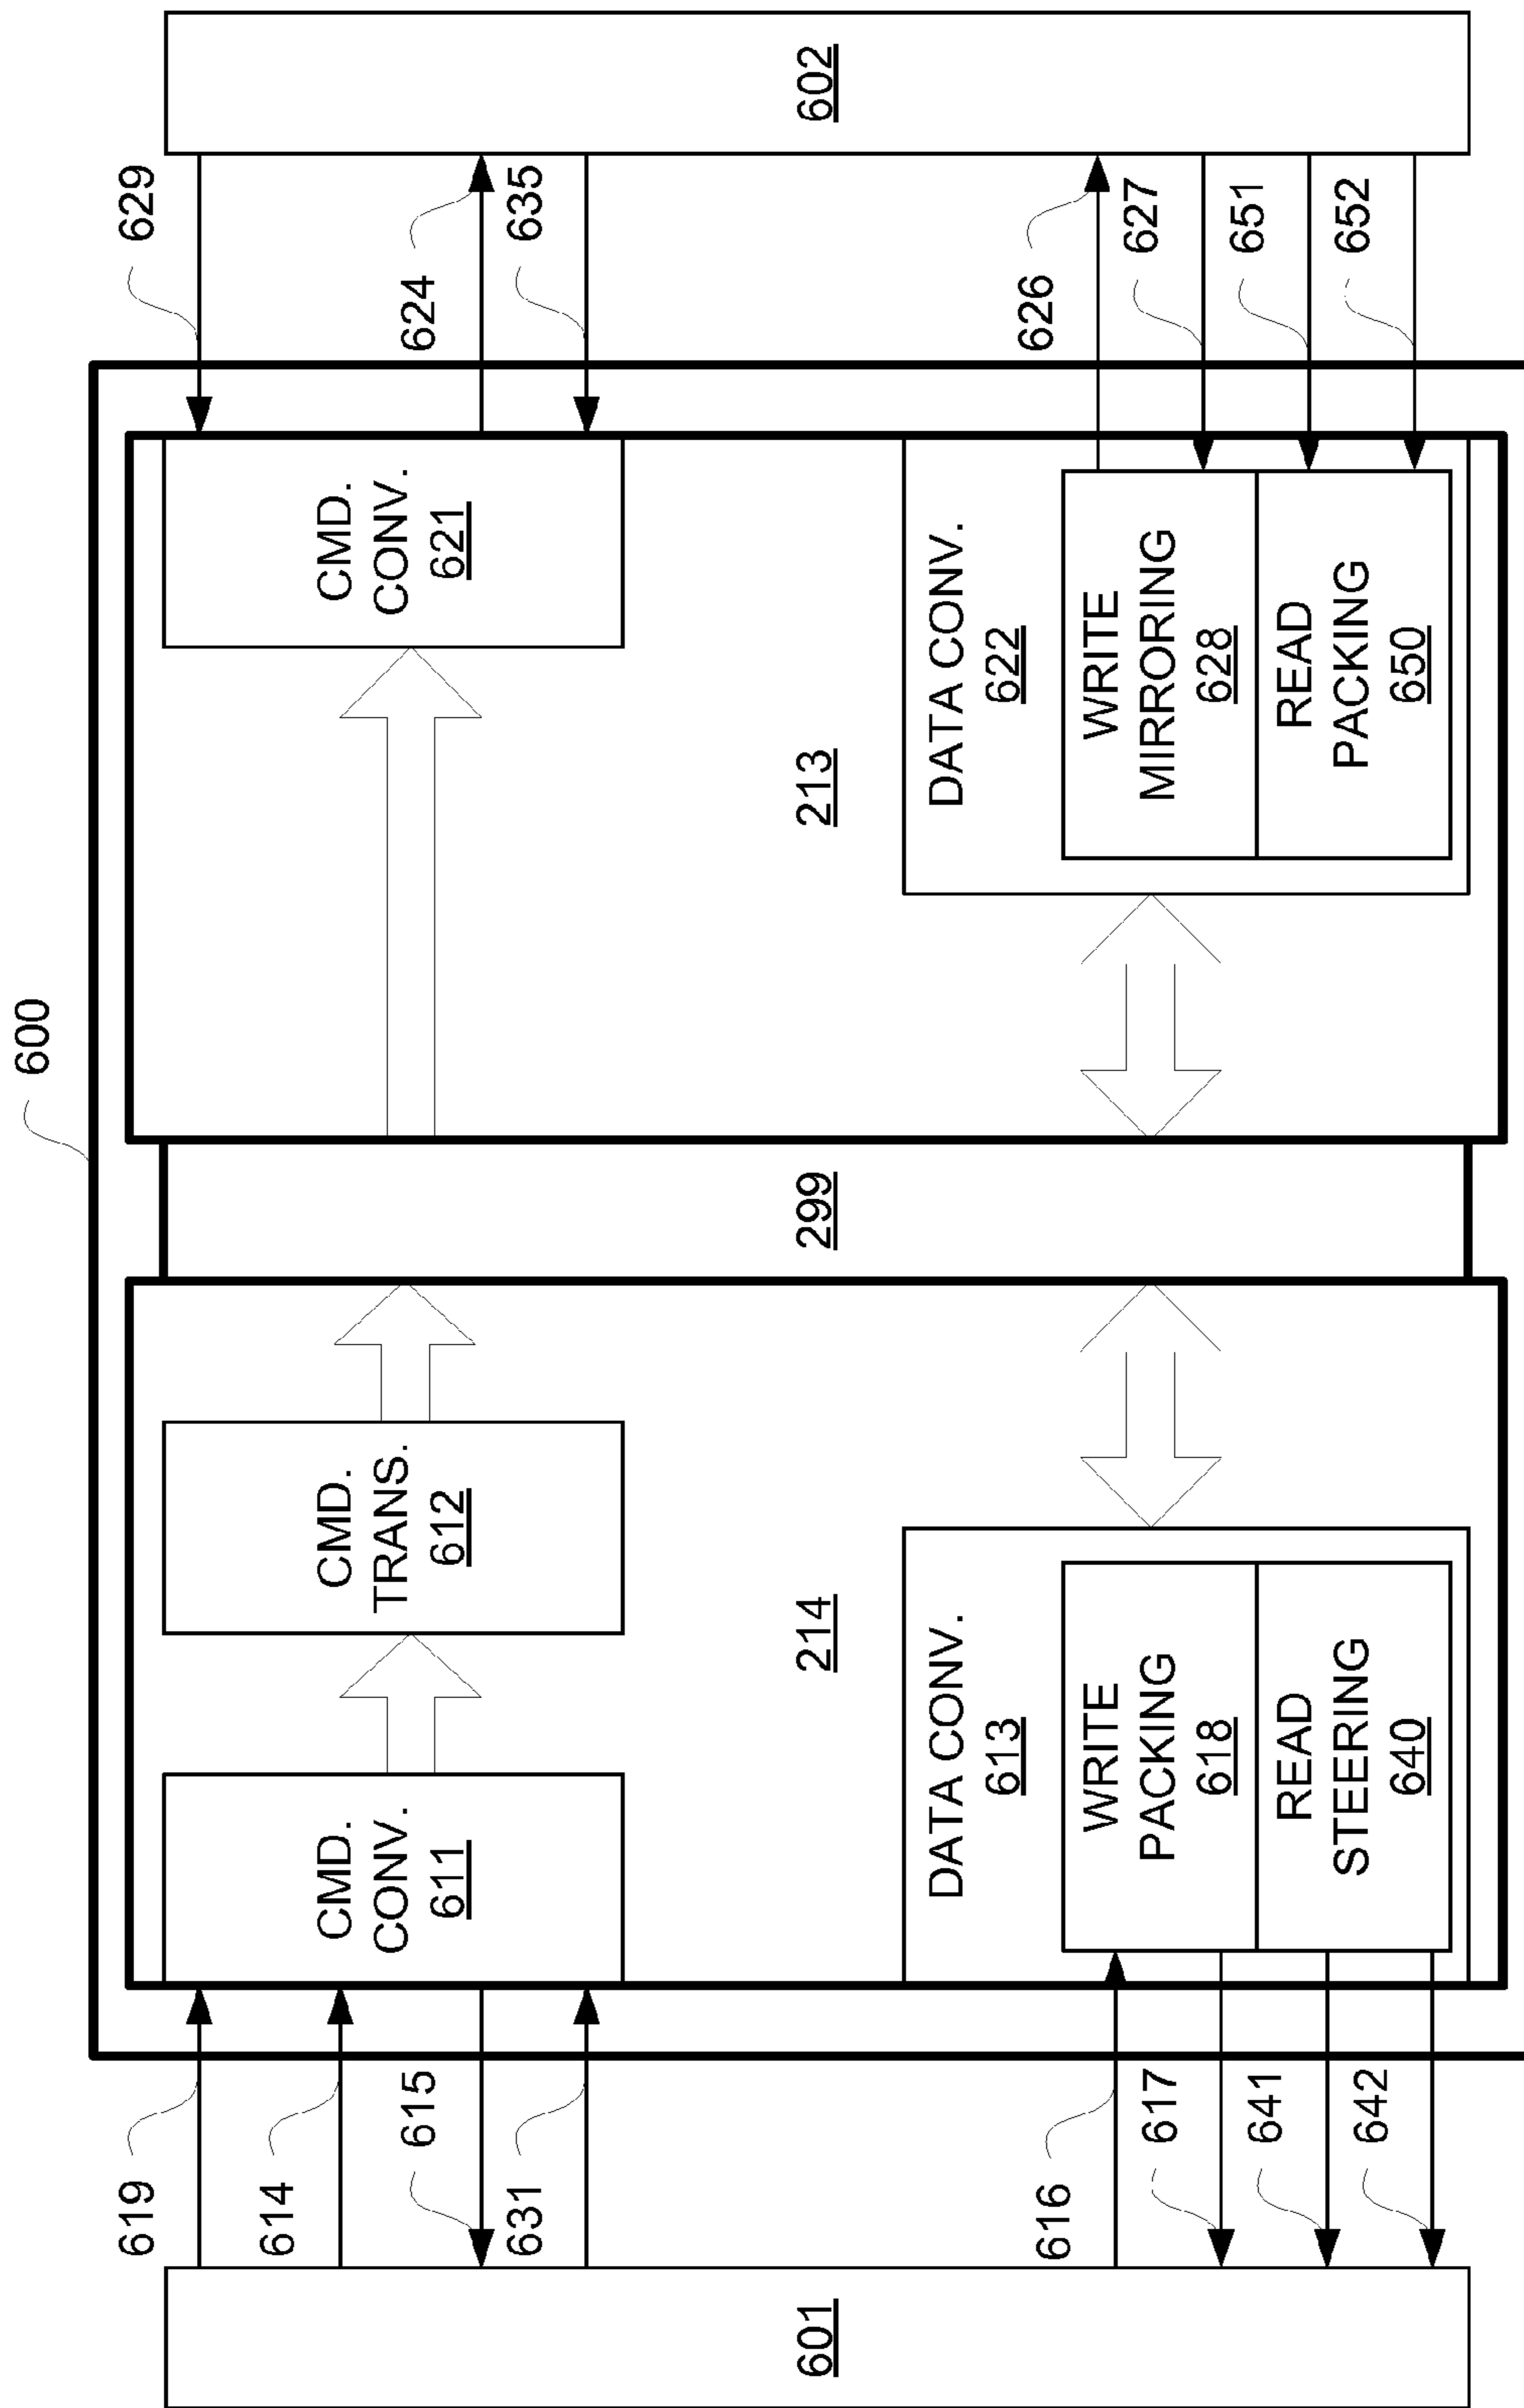 600
601
619
614
615
631
616
617
641
642
CMD.
CONV.
611
CMD.
TRANS.
612
214
DATA CONV.
613
WRITE
PACKING
618
READ
STEERING
640
299
CMD.
CONV.
621
213
DATA CONV.
622
WRITE
MIRRORING
628
READ
PACKING
650
629
624
635
626
627
651
652
602